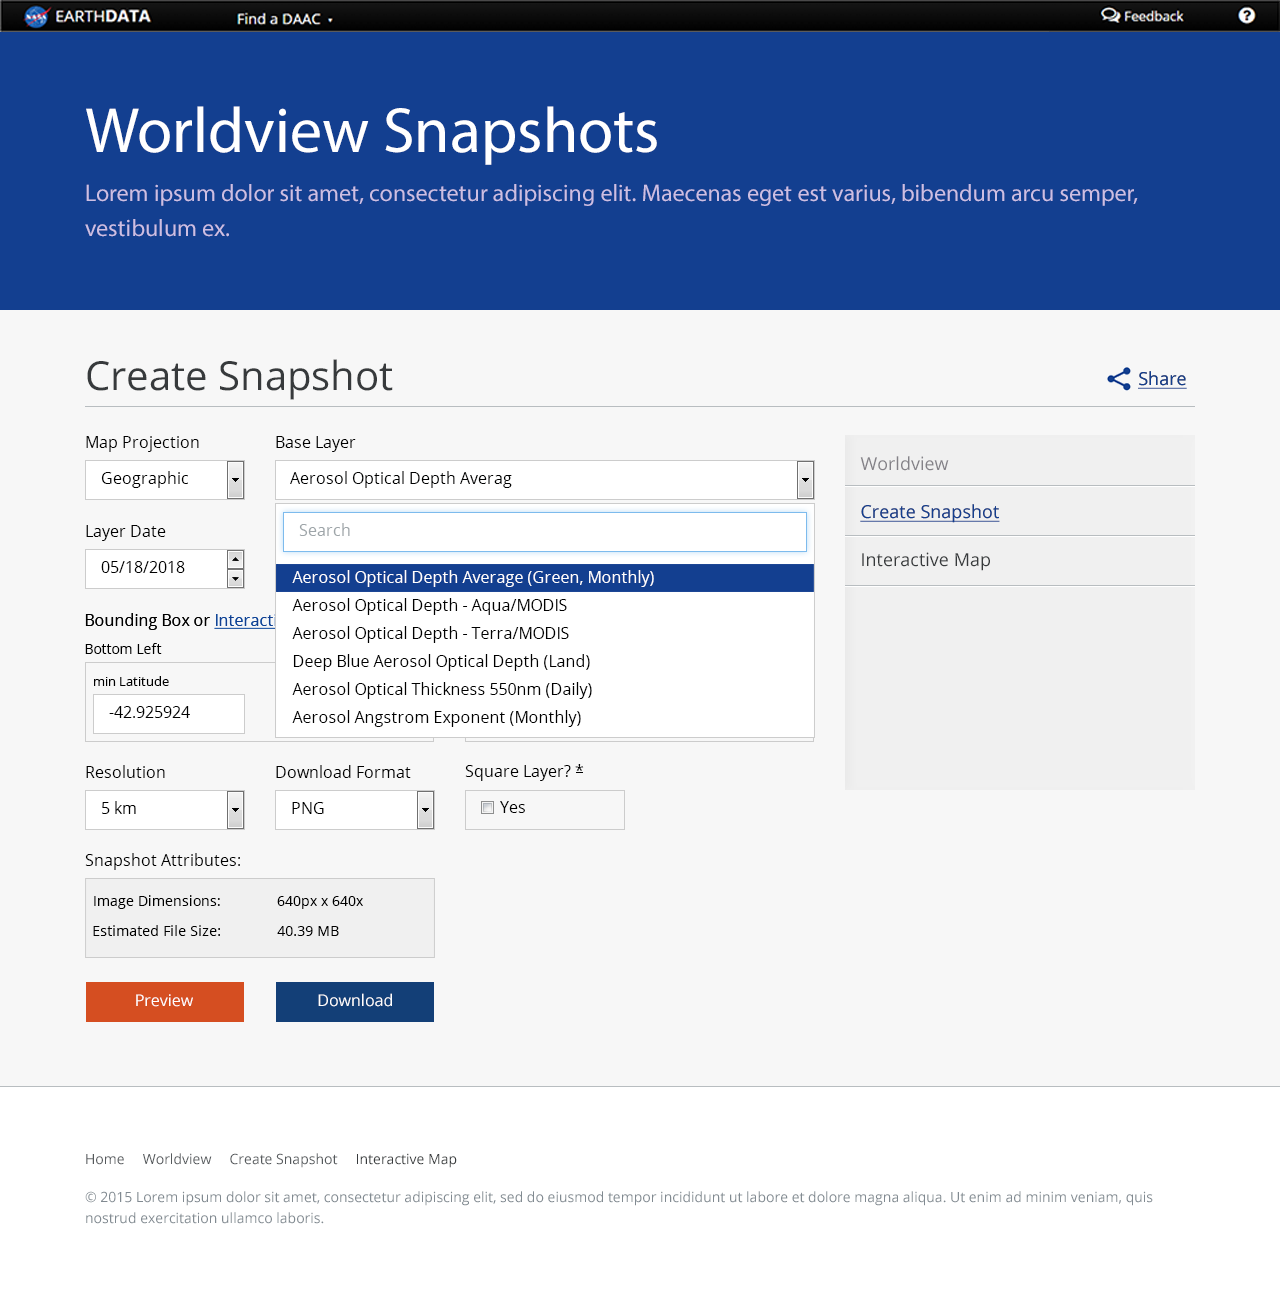 EARTHDATA Find a DAAC Feedback ?
Worldview Snapshots
Lorem ipsum dolor sit amet, consectetur adipiscing elit. Maecenas eget est varius, bibendum arcu semper,
vestibulum ex.
Create Snapshot
Share
Map Projection
Base Layer
Geographic
Aerosol Optical Depth Averag
Search
Aerosol Optical Depth Average (Green, Monthly)
Aerosol Optical Depth - Aqua/MODIS
Aerosol Optical Depth - Terra/MODIS
Deep Blue Aerosol Optical Depth (Land)
Aerosol Optical Thickness 550nm (Daily)
Aerosol Angstrom Exponent (Monthly)
Layer Date
05/18/2018
Bounding Box or Interacti
Bottom Left
min Latitude
-42.925924
Resolution
Download Format
Square Layer? *
5 km
PNG
Yes
Snapshot Attributes:
Image Dimensions: 640px x 640x
Estimated File Size: 40.39 MB
Preview
Download
Worldview
Create Snapshot
Interactive Map
Home Worldview Create Snapshot Interactive Map
© 2015 Lorem ipsum dolor sit amet, consectetur adipiscing elit, sed do eiusmod tempor incididunt ut labore et dolore magna aliqua. Ut enim ad minim veniam, quis
nostrud exercitation ullamco laboris.